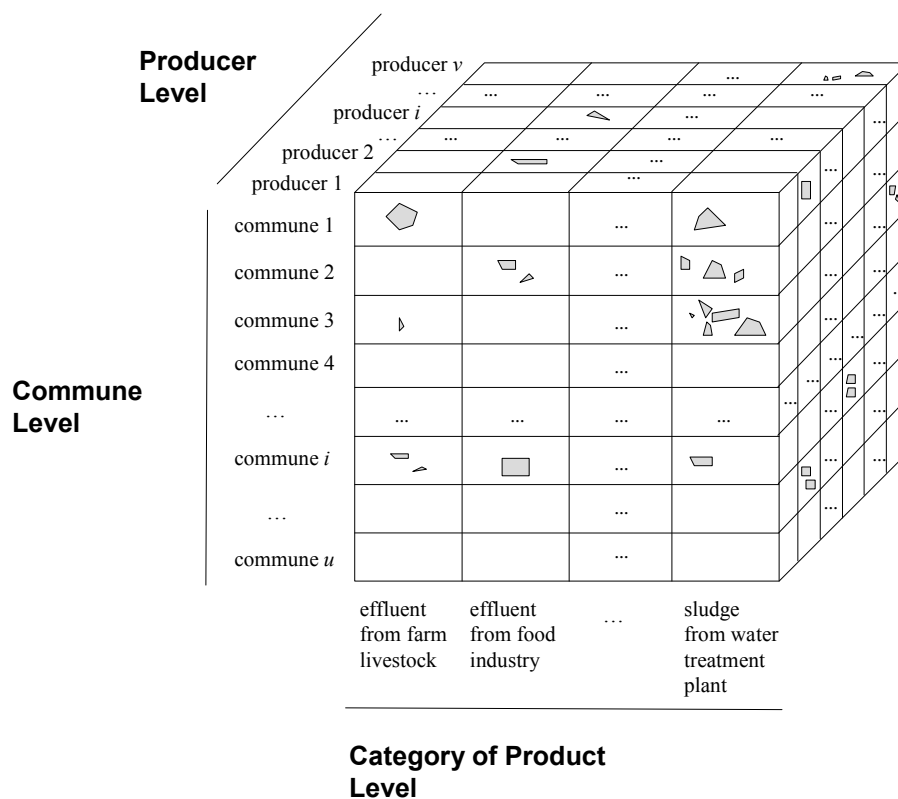 Producer
Level
producer v
...
producer i
...
producer 2
producer 1
... 
... ... ... ...
...
... ... ... ...
...
...
commune 1
... 
commune 2
...
commune 3
...
commune 4
...
...
... ... ... ...
commune i
...
...
...
commune u
...
Commune
Level
effluent
from farm
livestock
effluent
from food
industry
...
sludge
from water
treatment
plant
Category of Product
Level